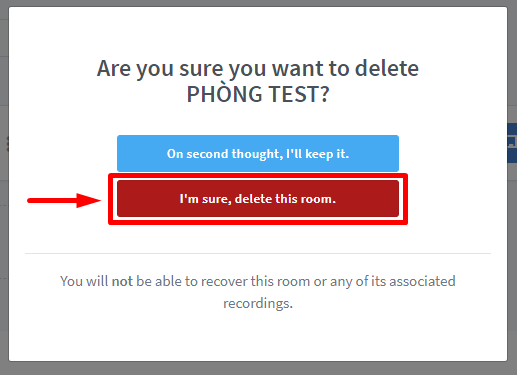 Are you sure you want to delete
PHÒNG TEST?
On second thought, I'll keep it.
I'm sure, delete this room.
You will not be able to recover this room or any of its associated
recordings.